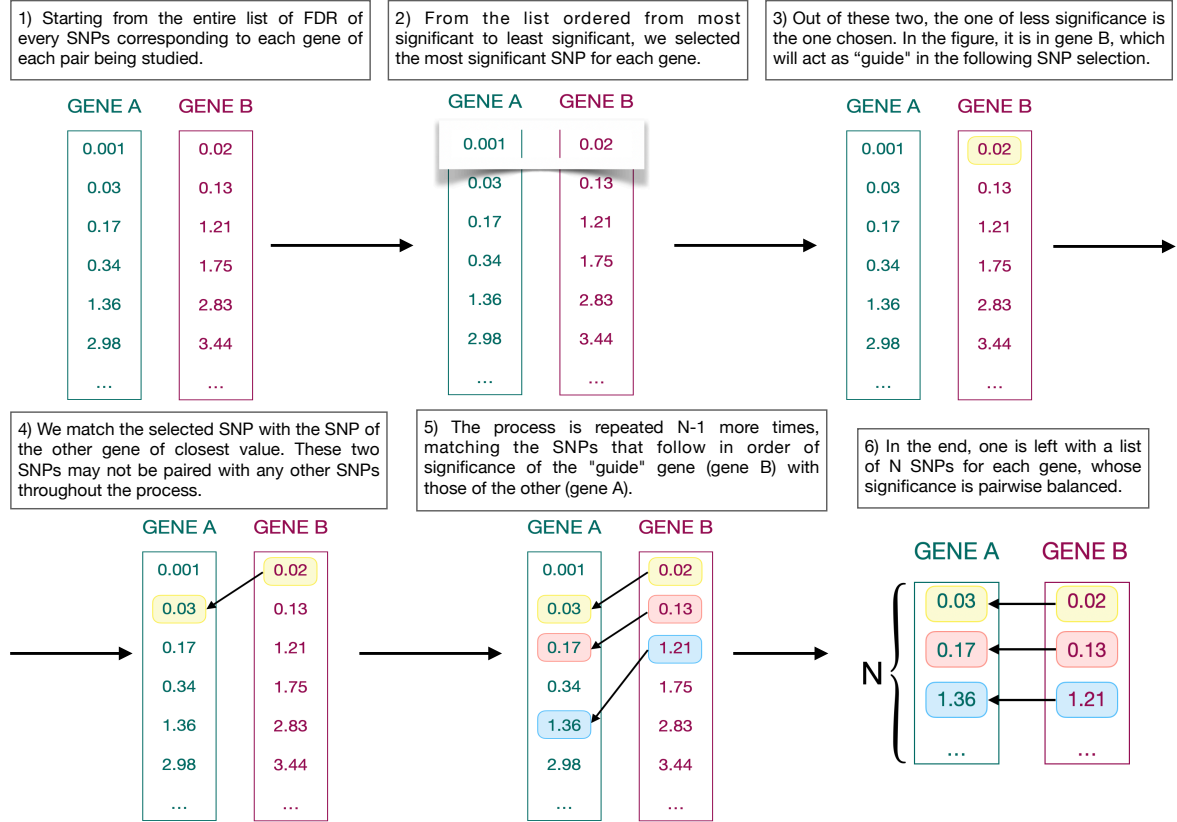 1) Starting from the entire list of FDR of
every SNPs corresponding to each gene of
each pair being studied.
GENE A GENE B
0.001 0.02
0.03 0.13
0.17 1.21
0.34 1.75
1.36 2.83
2.98 3.44
... ...
2) From the list ordered from most
significant to least significant, we selected
the most significant SNP for each gene.
GENE A GENE B
0.001 0.02
0.03 0.13
0.17 1.21
0.34 1.75
1.36 2.83
2.98 3.44
... ...
3) Out of these two, the one of less significance is
the one chosen. In the figure, it is in gene B, which
will act as “guide" in the following SNP selection.
GENE A GENE B
0.001 0.02
0.03 0.13
0.17 1.21
0.34 1.75
1.36 2.83
2.98 3.44
... ...
4) We match the selected SNP with the SNP of
the other gene of closest value. These two
SNPs may not be paired with any other SNPs
throughout the process.
GENE A GENE B
0.001 0.02
0.03 0.13
0.17 1.21
0.34 1.75
1.36 2.83
2.98 3.44
... ...
5) The process is repeated N-1 more times,
matching the SNPs that follow in order of
significance of the "guide" gene (gene B) with
those of the other (gene A).
GENE A GENE B
0.001 0.02
0.03 0.13
0.17 1.21
0.34 1.75
1.36 2.83
2.98 3.44
... ...
6) In the end, one is left with a list
of N SNPs for each gene, whose
significance is pairwise balanced.
GENE A GENE B
0.03 0.02
0.17 0.13
N
1.36 1.21
... ...